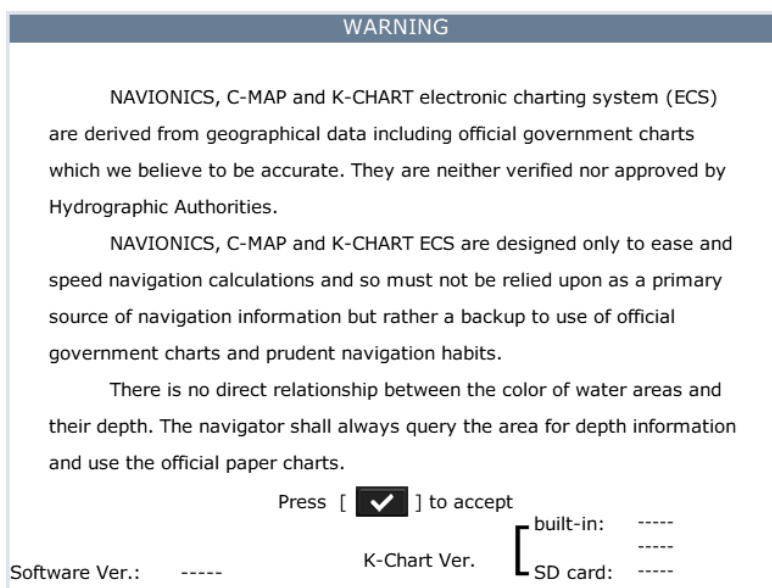 WARNING
NAVIONICS, C-MAP and K-CHART electronic charting system (ECS)
are derived from geographical data including official government charts
which we believe to be accurate. They are neither verified nor approved by
Hydrographic Authorities.
NAVIONICS, C-MAP and K-CHART ECS are designed only to ease and
speed navigation calculations and so must not be relied upon as a primary
source of navigation information but rather a backup to use of official
government charts and prudent navigation habits.
There is no direct relationship between the color of water areas and
their depth. The navigator shall always query the area for depth information
and use the official paper charts.
Press [ ✓ ] to accept
built-in: -----
-----
Software Ver.: ----- K-Chart Ver. SD card: -----